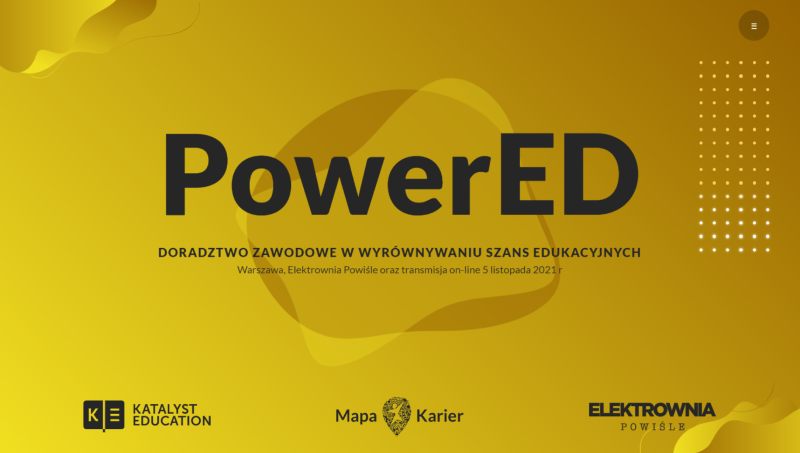 PowerED
DORADZTWO ZAWODOWE W WYRÓWNYWANIU SZANS EDUKACYJNYCH
Warszawa, Elektrownia Powiśle oraz transmisja on-line 5 listopada 2021 r
KE KATALYST
EDUCATION
Mapa Karier
ELEKTROWNIA
POWIŚLE